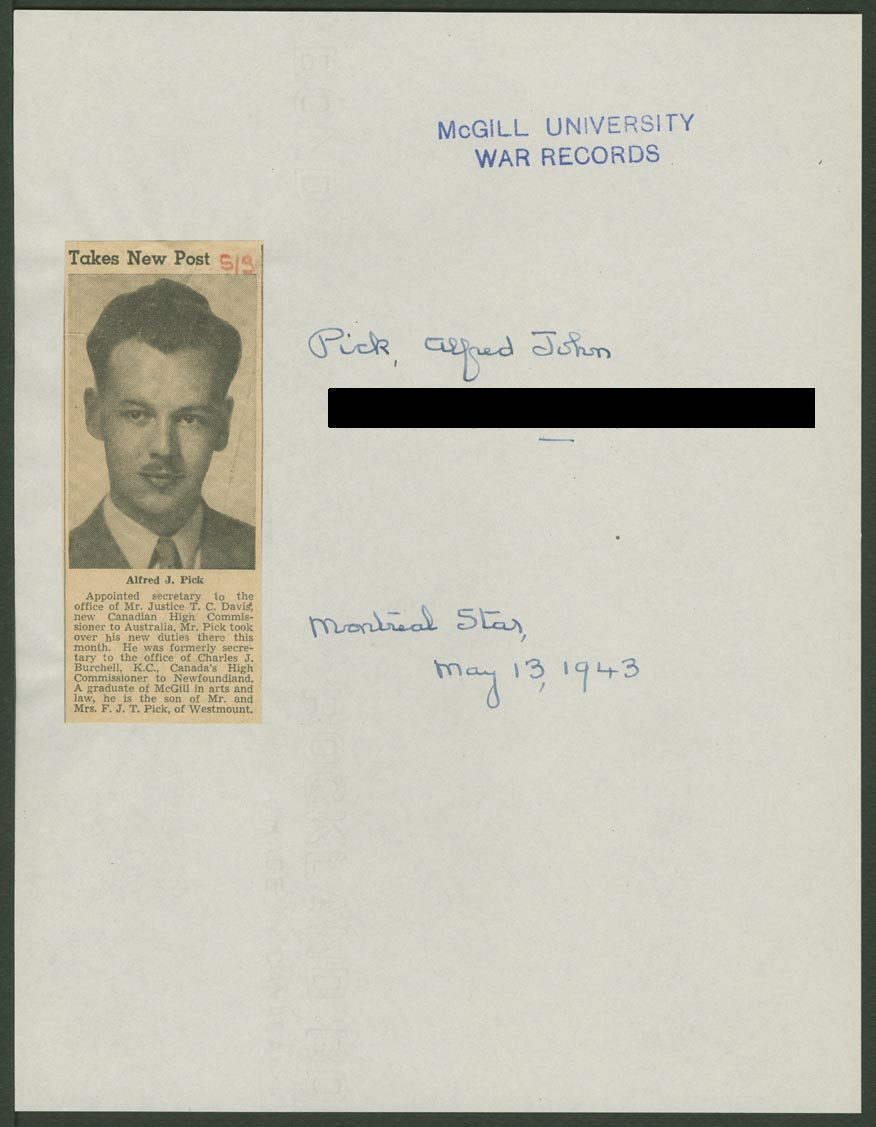 McGILL UNIVERSITY
WAR RECORDS
Takes New Post
Pick, Alfred John
Alfred J. Pick
Appointed secretary to the
office of Mr. Justice T. C. Davis,
new Canadian High Commis-
sioner to Australia, Mr. Pick took
over his new duties there this
month. He was formerly secre-
tary to the office of Charles J.
Burchell, K.C., Canada's High
Commissioner to Newfoundland.
A graduate of McGill in arts and
law, he is the son of Mr. and
Mrs. F. J. T. Pick, of Westmount.
Montreal Star,
May 13, 1943